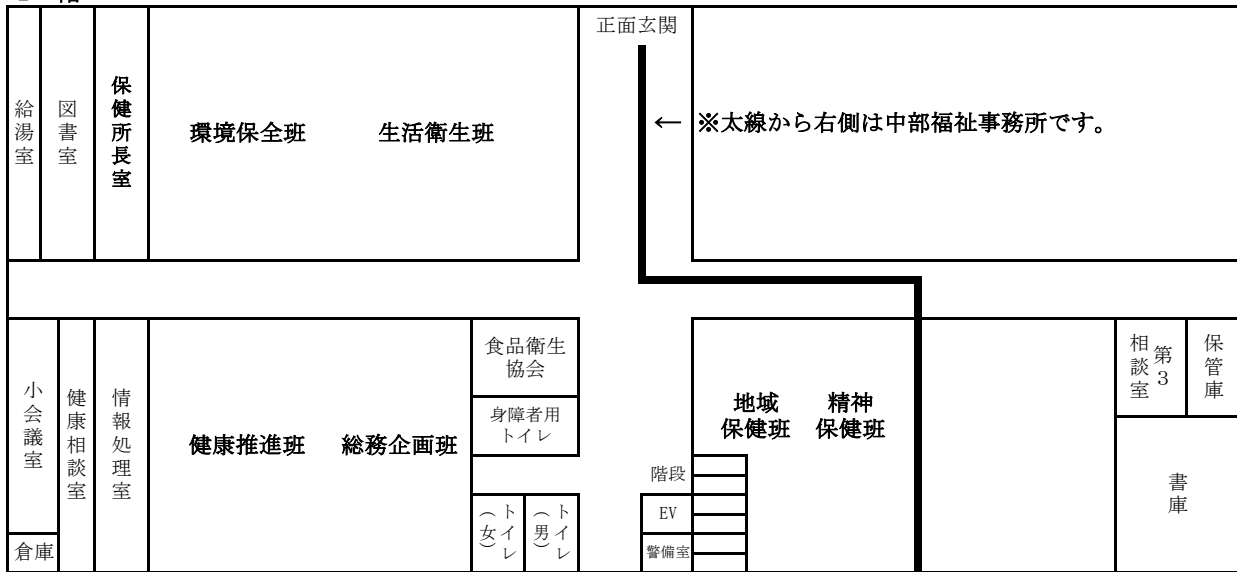 階
正面玄関
給湯室
図書室
保健所長室
環境保全班 生活衛生班
← ※太線から右側は中部福祉事務所です。
小会議室
倉庫
健康相談室
情報処理室
健康推進班 総務企画班
食品衛生
協会
身障者用
トイレ
トイレ
(女)
トイレ
(男)
階段
EV
警備室
地域
保健班
精神
保健班
第3
相談室
保管庫
書庫